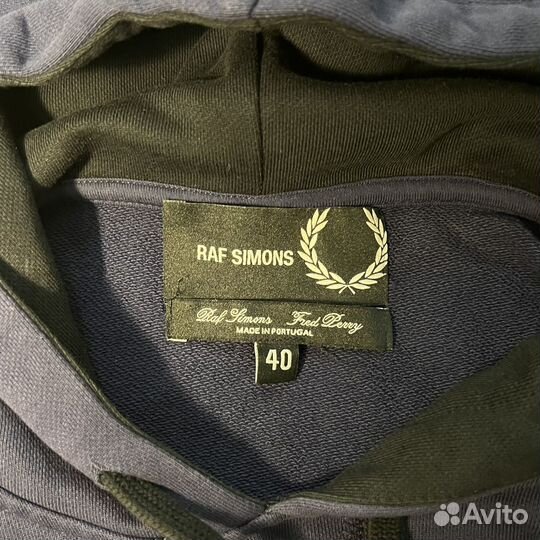 RAF SIMONS
Raf Simons Fred Perry
MADE IN PORTUGAL
40
Avito